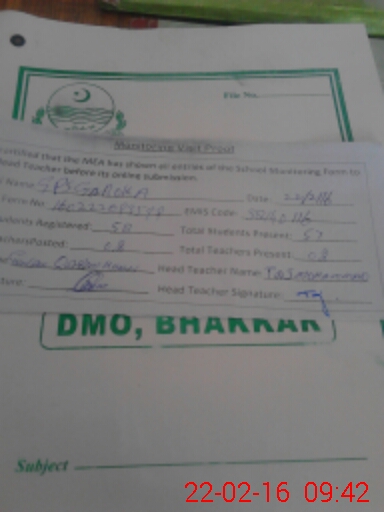 File No.
Monitoring Visit Proof
certified that the MEA has shown all entries of the School Monitoring Form to
Head Teacher before its online submission.
Name: GPS GAROKA Date: 22/2/16
Form No. EMIS Code:
Students Registered: 58 Total Students Present: 57
Teachers Posted: 08 Total Teachers Present: 08
Head Teacher Name:
Head Teacher Signature:
DMO, BHAKKAR
Subject
22-02-16 09:42